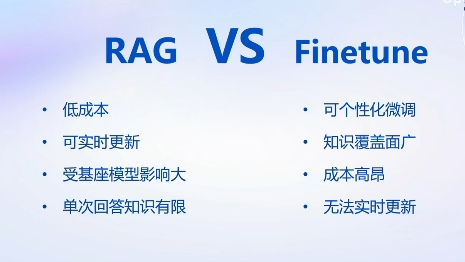 RAG VS Finetune
• 低成本
• 可实时更新
• 受基座模型影响大
• 单次回答知识有限
• 可个性化微调
• 知识覆盖面广
• 成本高昂
• 无法实时更新